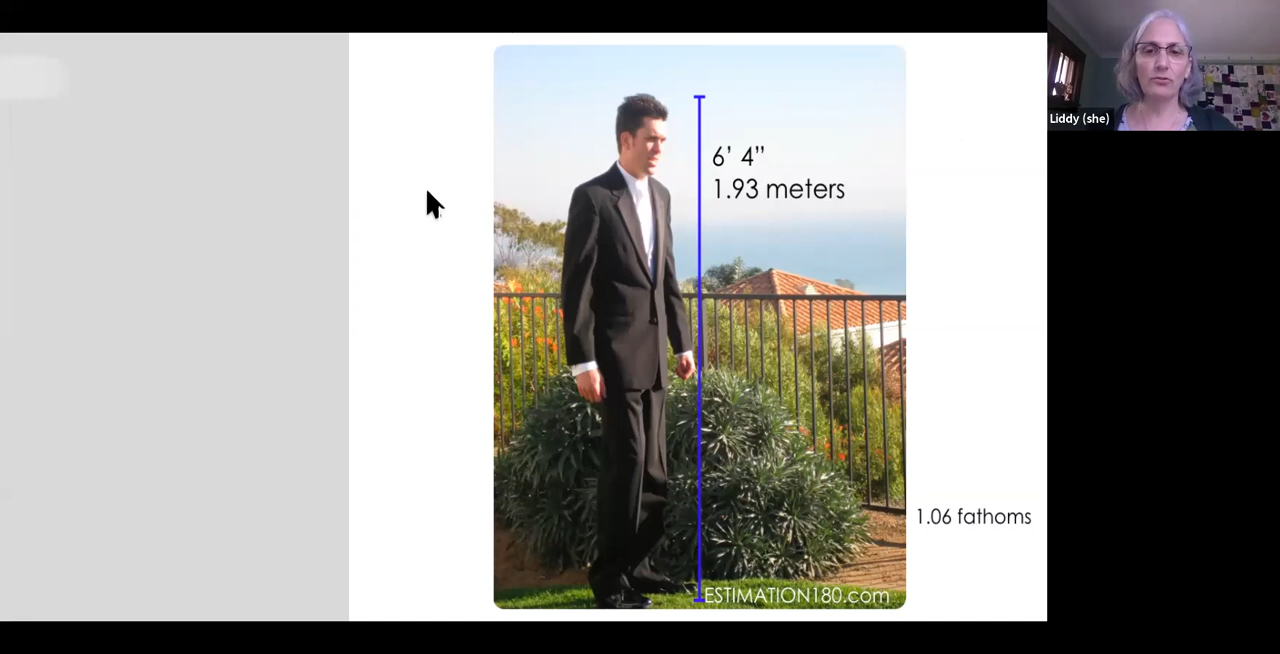 Liddy (she)
6’ 4”
1.93 meters
1.06 fathoms
ESTIMATION180.com